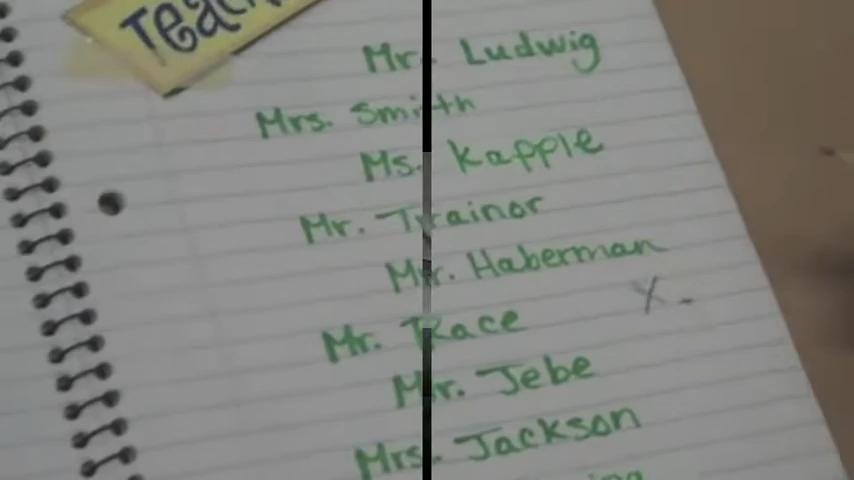 Mr. Ludwig
Mrs. Smith
Ms. Kapple
Mr. Trainor
Mr. Haberman
X
Mr. Race
Mr. Jebe
Mrs. Jackson